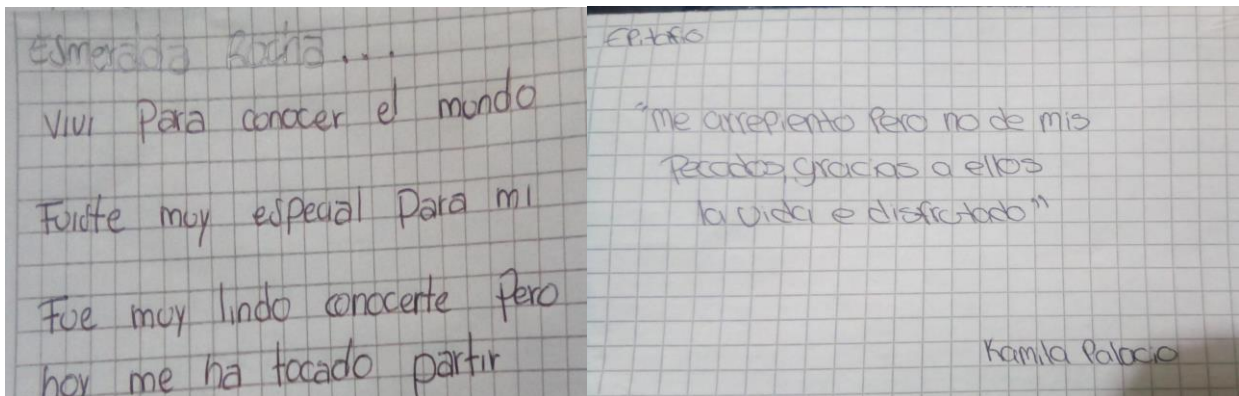 Esmeralda Rocha....
Vivi Para conocer el mundo
Fuiste muy especial Para mi
Fue muy lindo conocerte Pero
hoy me ha tocado partir
Epitafio
"me arrepiento Pero no de mis
Pecados, gracias a ellos
la vida e disfrutado"
Kamila Palacio